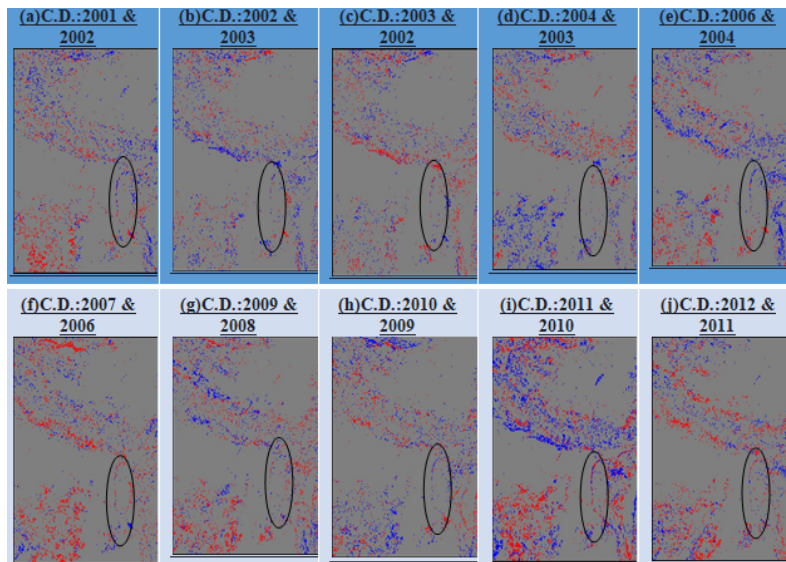 (a)C.D.:2001 &
2002
(b)C.D.:2002 &
2003
(c)C.D.:2003 &
2002
(d)C.D.:2004 &
2003
(e)C.D.:2006 &
2004
(f)C.D.:2007 &
2006
(g)C.D.:2009 &
2008
(h)C.D.:2010 &
2009
(i)C.D.:2011 &
2010
(j)C.D.:2012 &
2011